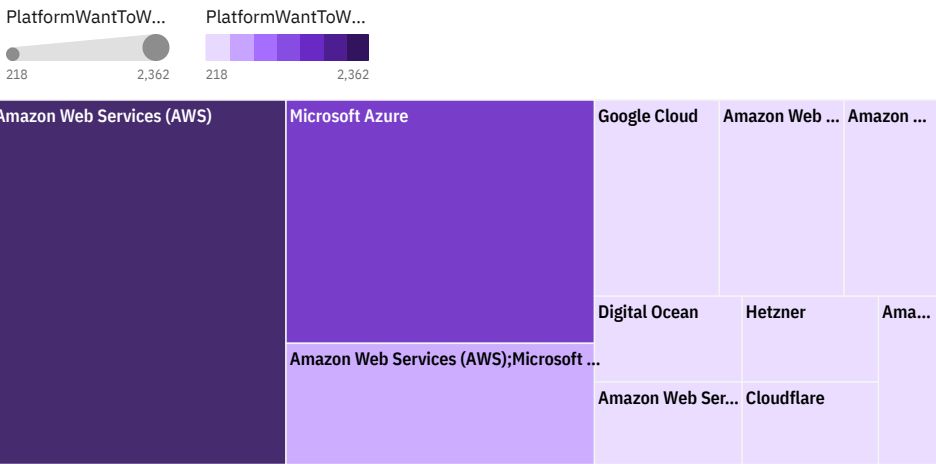 PlatformWantToW... PlatformWantToW...
218 2,362 218 2,362
Amazon Web Services (AWS)
Microsoft Azure
Amazon Web Services (AWS);Microsoft ...
Google Cloud
Amazon Web ...
Amazon ...
Digital Ocean
Hetzner
Ama...
Amazon Web Ser...
Cloudflare